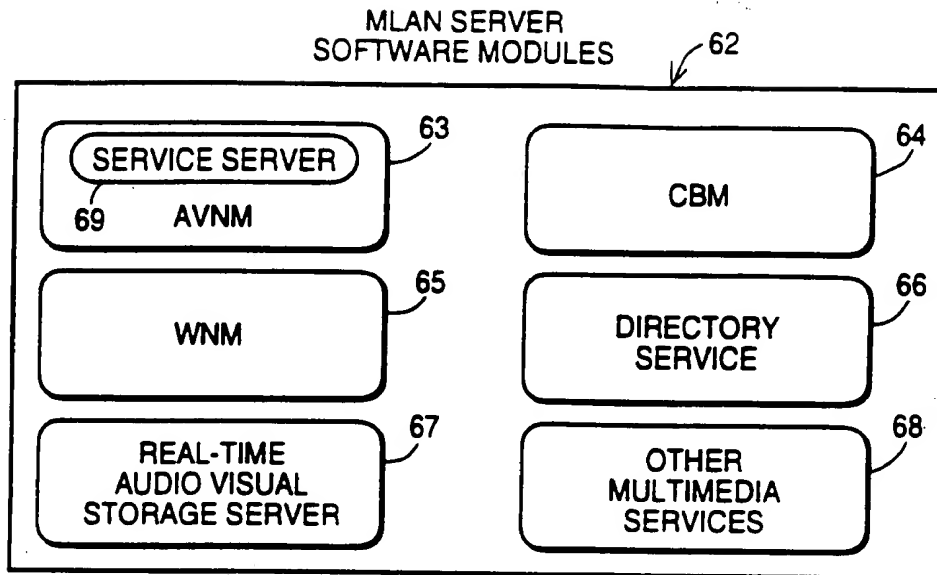 MLAN SERVER
SOFTWARE MODULES
62
SERVICE SERVER
63
69
AVNM
CBM
64
WNM
65
DIRECTORY
SERVICE
66
REAL-TIME
AUDIO VISUAL
STORAGE SERVER
67
OTHER
MULTIMEDIA
SERVICES
68